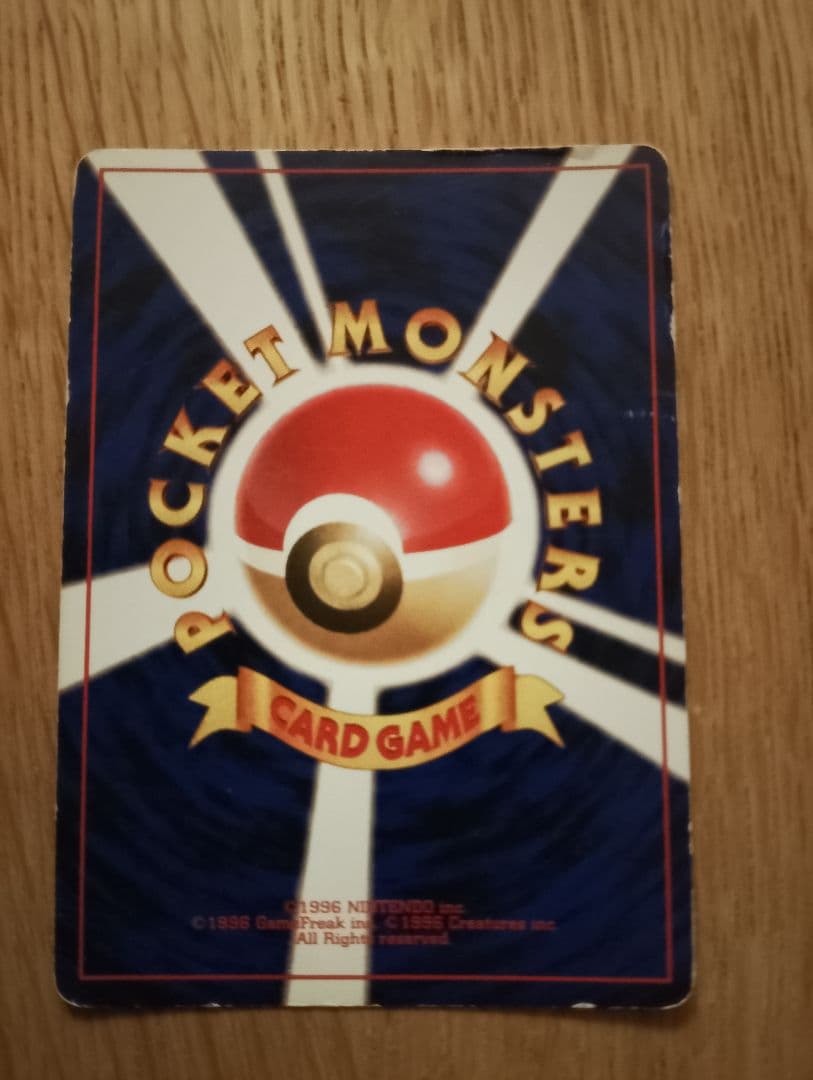 POCKET MONSTERS
CARD GAME
©1996 NINTENDO inc.
©1996 GameFreak inc. ©1996 Creatures inc.
All Rights reserved.